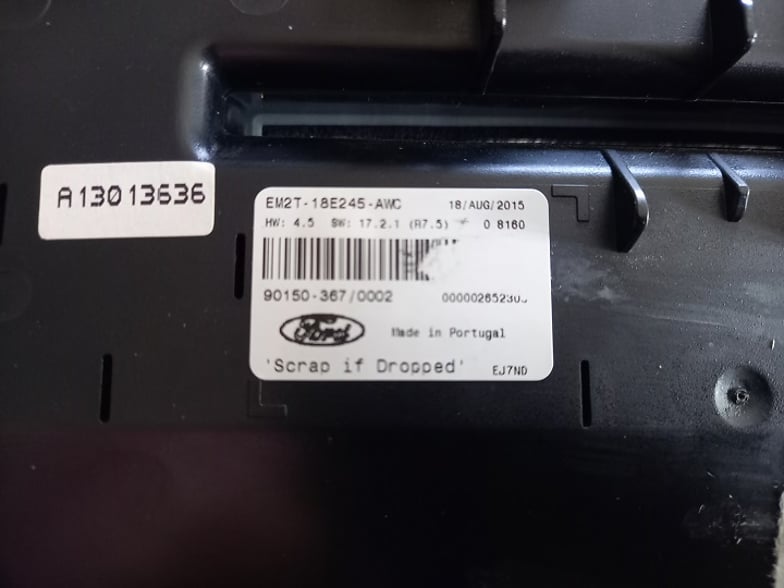 A13013636
EM2T-18E245-AWC 18/AUG/2015
HW: 4.5 SW: 17.2.1 (R7.5) 0 8160
90150-367/0002
Ford Made in Portugal
'Scrap if Dropped' EJ7ND